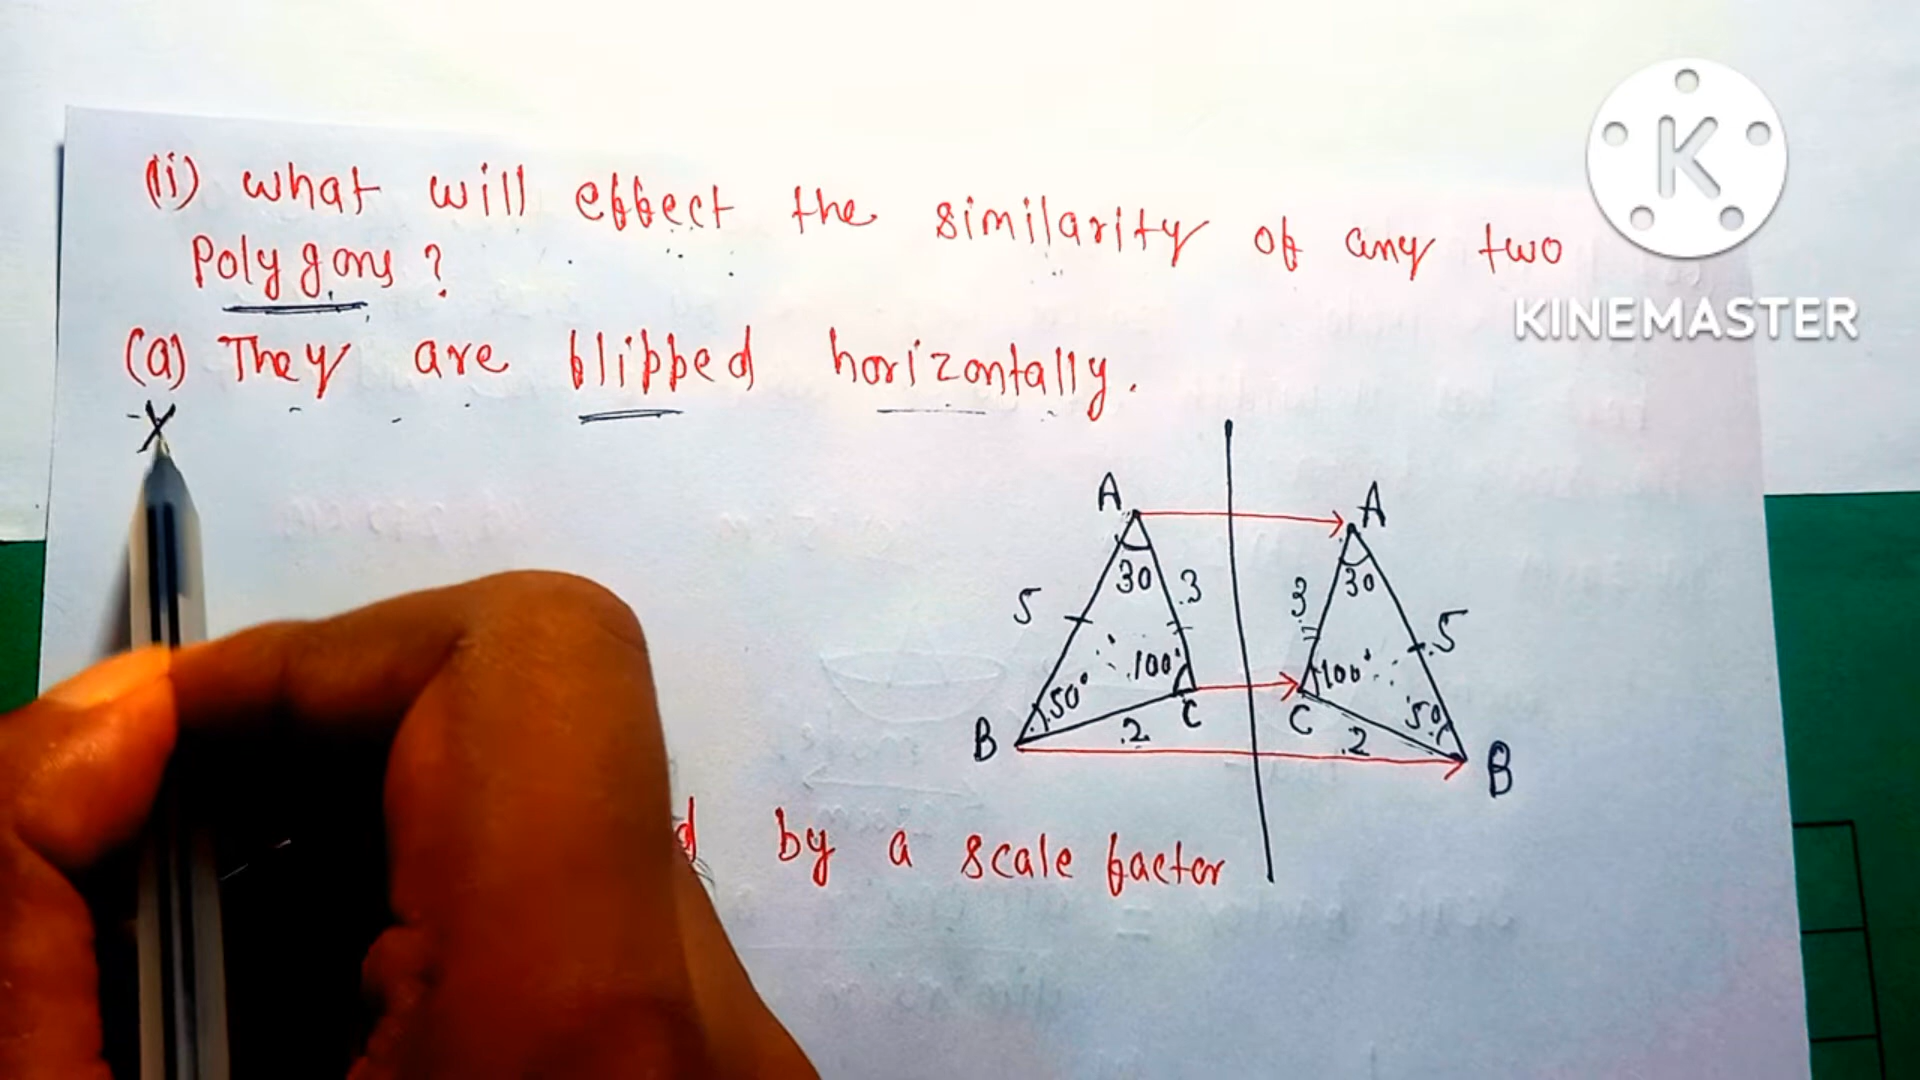 (ii) what will effect the similarity of any two
Polygons ?
K
KINEMASTER
(a) They are flipped horizontally.
X
A A
30 .3 3 30
5 .5
50° .100° 100° 50
B .2 C C .2 B
by a scale factor